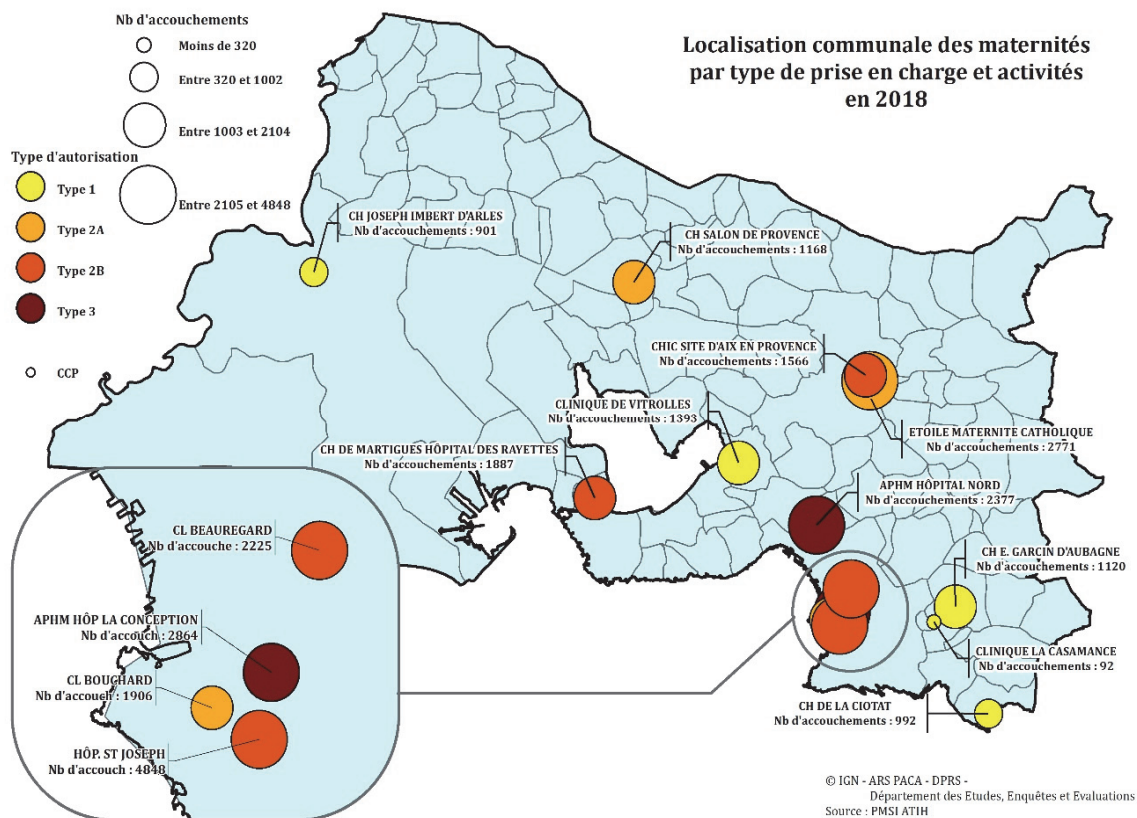 Nb d'accouchements
Moins de 320
Entre 320 et 1002
Entre 1003 et 2104
Entre 2105 et 4848
Type d'autorisation
Type 1
Type 2A
Type 2B
Type 3
CCP
Localisation communale des maternités
par type de prise en charge et activités
en 2018
CH JOSEPH IMBERT D'ARLES
Nb d'accouchements : 901
CH SALON DE PROVENCE
Nb d'accouchements : 1168
CHIC SITE D'AIX EN PROVENCE
Nb d'accouchements :
1566
CLINIQUE DE VITROLLES
Nb d'accouchements : 1393
ETOILE MATERNITE CATHOLIQUE
Nb d'accouchements :
2771
CH DE MARTIGUES HÔPITAL DES RAYETTES
Nb d'accouchements : 1887
APHM HÔPITAL NORD
Nb d'accouchements :
2377
CH E. GARCIN D'AUBAGNE
Nb d'accouchements :
1120
CLINIQUE LA CASAMANCE
Nb d'accouchements : 92
CH DE LA CIOTAT
Nb d'accouchements : 992
CL BEAUREGARD
Nb d'accouche : 2225
APHM HÔP LA CONCEPTION
Nb d'accouch : 2864
CL BOUCHARD
Nb d'accouch : 1906
HÔP. ST JOSEPH
Nb d'accouch : 4848
© IGN - ARS PACA - DPRS -
Département des Etudes, Enquêtes et Evaluations
Source : PMSI ATIH